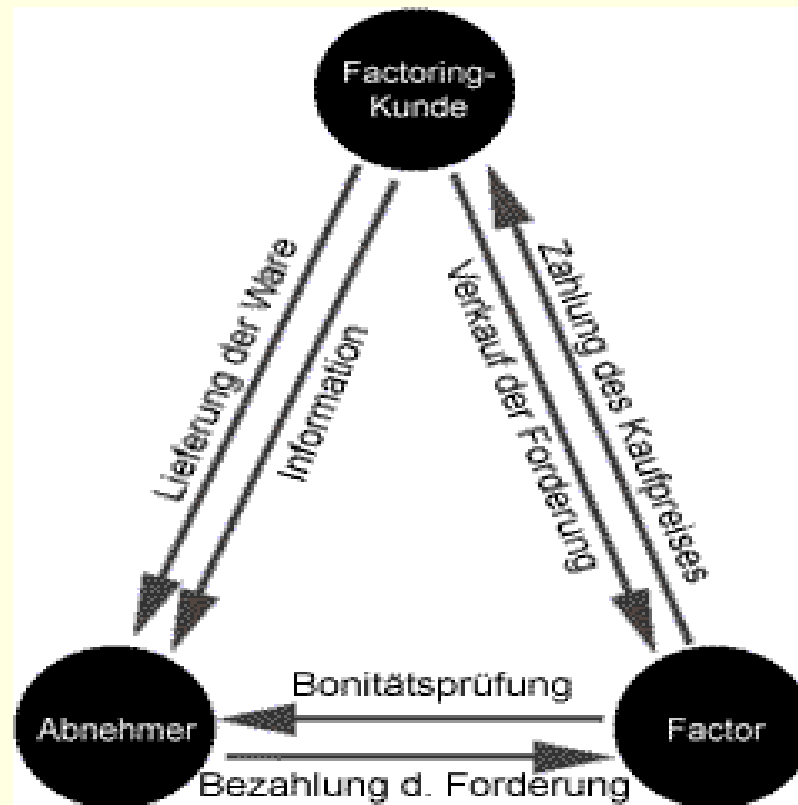 Factoring-
Kunde
Lieferung der Ware
Information
Verkauf der Forderung
Zahlung des Kaufpreises
Bonitätsprüfung
Abnehmer
Factor
Bezahlung d. Forderung